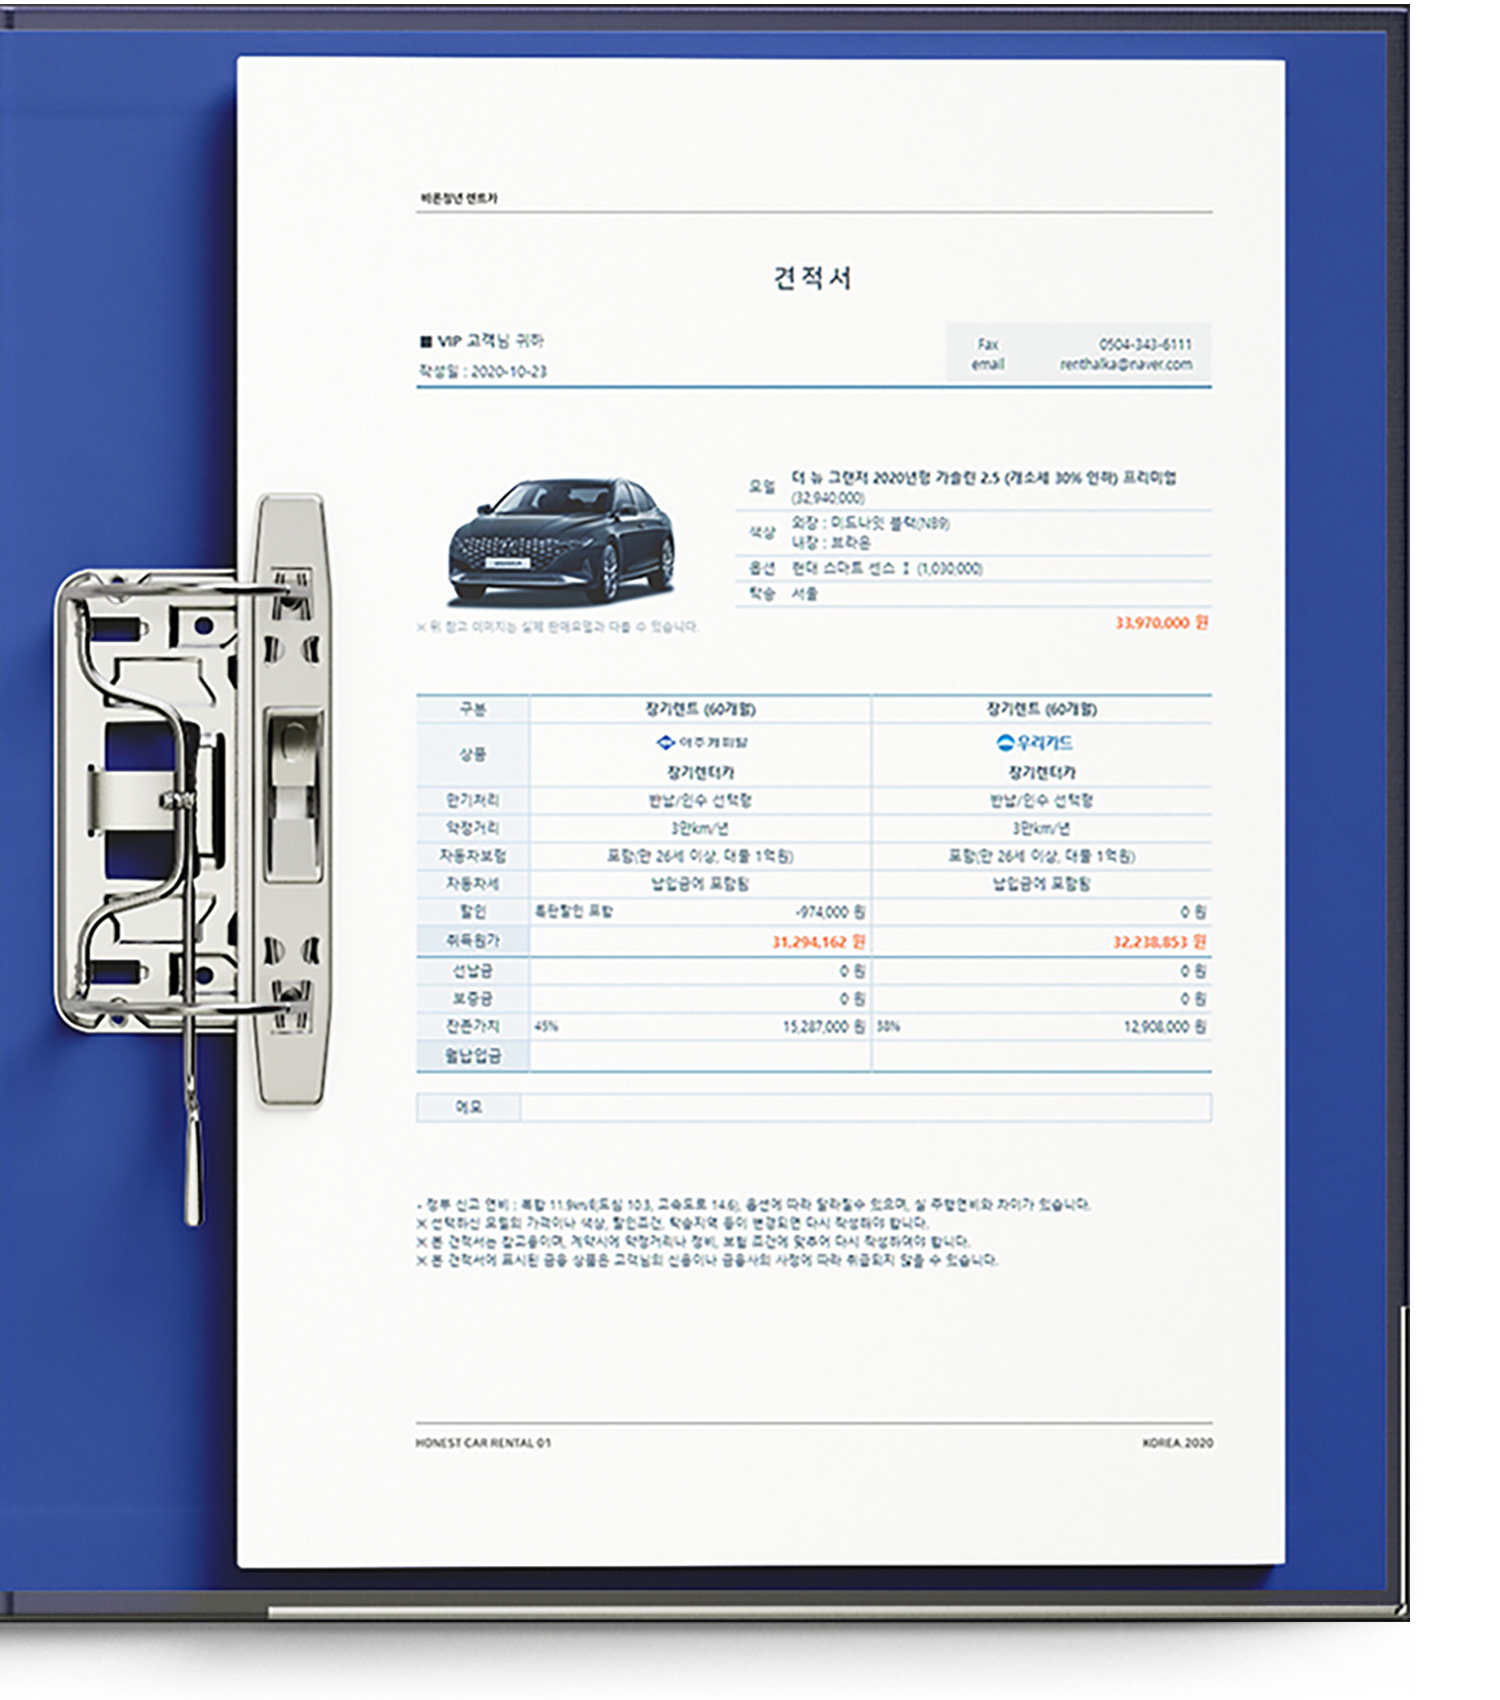 바른청년 렌트카
견적서
■ VIP 고객님 귀하
작성일 : 2020-10-23
Fax 0504-343-6111
email renthalka@naver.com
모델 더 뉴 그랜저 2020년형 가솔린 2.5 (개소세 30% 인하) 프리미엄
(32,940,000)
색상 외장 : 미드나잇 블랙(NB9)
내장 : 브라운
옵션 현대 스마트 센스 I (1,030,000)
탁송 서울
※ 위 참고 이미지는 실제 판매모델과 다를 수 있습니다.
33,970,000 원
구분 장기렌트 (60개월) 장기렌트 (60개월)
상품 아주캐피탈 우리카드
장기렌터카 장기렌터카
만기처리 반납/인수 선택형 반납/인수 선택형
약정거리 3만km/년 3만km/년
자동차보험 포함(만 26세 이상, 대물 1억원) 포함(만 26세 이상, 대물 1억원)
자동차세 납입금에 포함됨 납입금에 포함됨
할인 특판할인 포함 -974,000 원 0 원
취득원가 31,294,162 원 32,238,853 원
선납금 0 원 0 원
보증금 0 원 0 원
잔존가치 45% 15,287,000 원 38% 12,908,000 원
월납입금
메모
- 정부 신고 연비 : 복합 11.9km/ℓ(도심 10.3, 고속도로 14.6), 옵션에 따라 달라질수 있으며, 실 주행연비와 차이가 있습니다.
※ 선택하신 모델의 가격이나 색상, 할인조건, 탁송지역 등이 변경되면 다시 작성해야 합니다.
※ 본 견적서는 참고용이며, 계약시에 약정거리나 정비, 보험 조건에 맞추어 다시 작성하여야 합니다.
※ 본 견적서에 표시된 금융 상품은 고객님의 신용이나 금융사의 사정에 따라 취급되지 않을 수 있습니다.
HONEST CAR RENTAL 01
KOREA. 2020